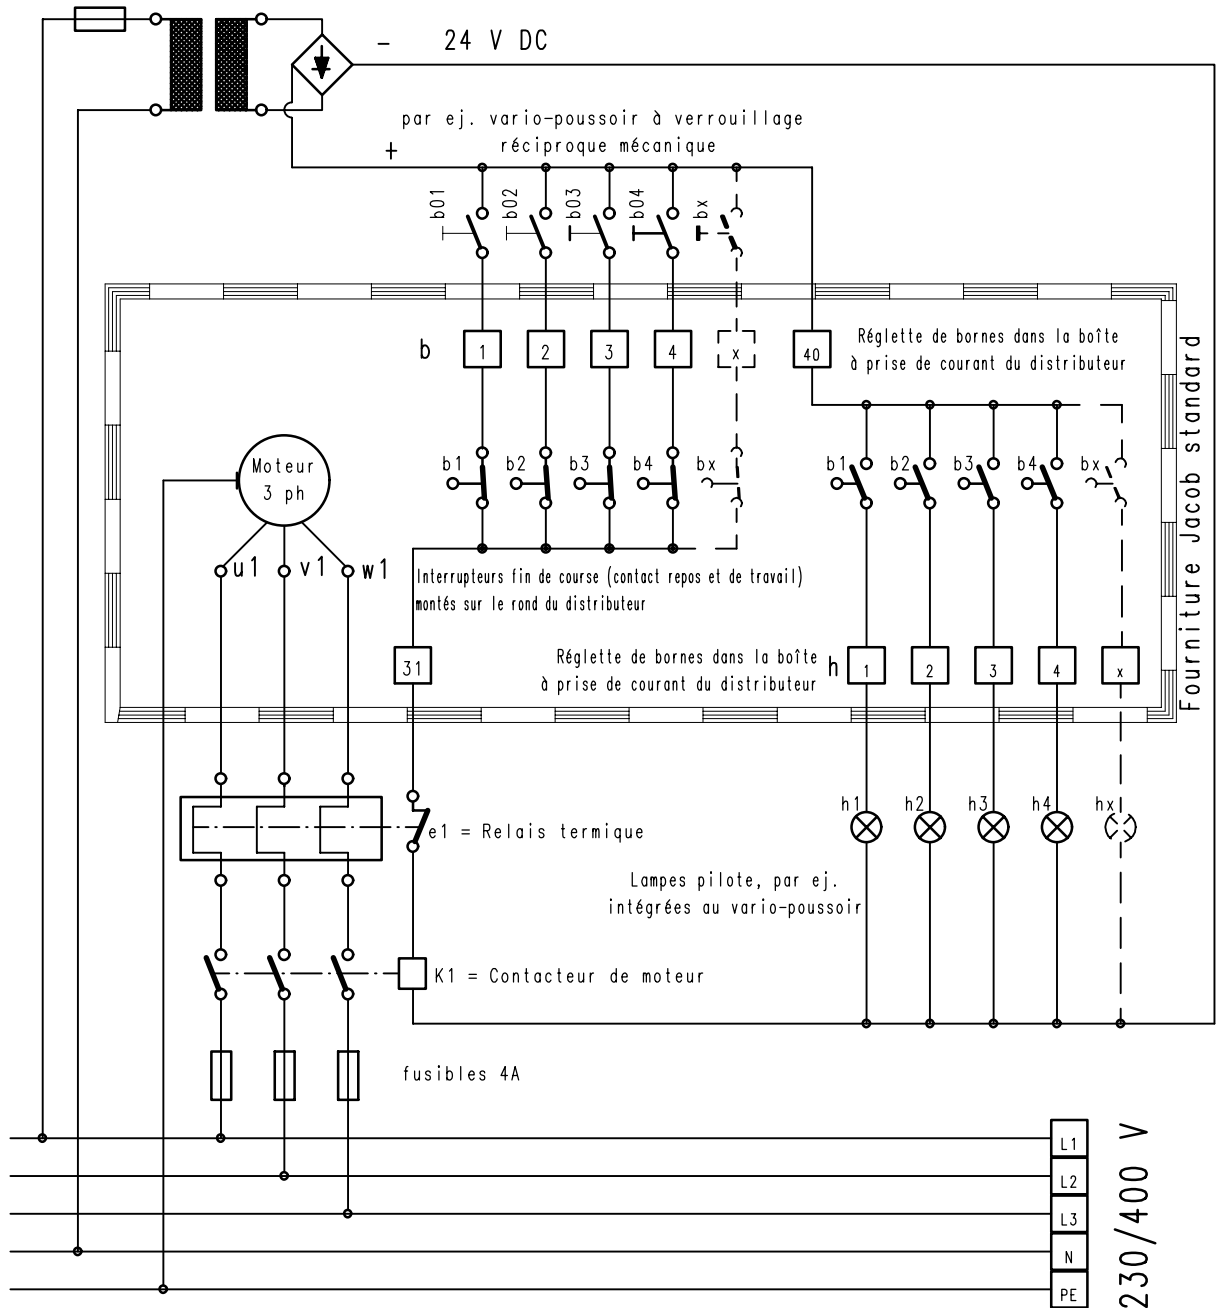 - 24 V DC
par ej. vario-poussoir à verrouillage
réciproque mécanique
+
b01
b02
b03
b04
bx
b
1
2
3
4
x
40
Réglette de bornes dans la boîte
à prise de courant du distributeur
Fourniture Jacob standard
Moteur
3 ph
b1
b2
b3
b4
bx
b1
b2
b3
b4
bx
u1
v1
w1
Interrupteurs fin de course (contact repos et de travail)
montés sur le rond du distributeur
31
Réglette de bornes dans la boîte
à prise de courant du distributeur
h
1
2
3
4
x
h1
h2
h3
h4
hx
e1 = Relais termique
Lampes pilote, par ej.
intégrées au vario-poussoir
K1 = Contacteur de moteur
fusibles 4A
L1
L2
L3
N
PE
230/400 V